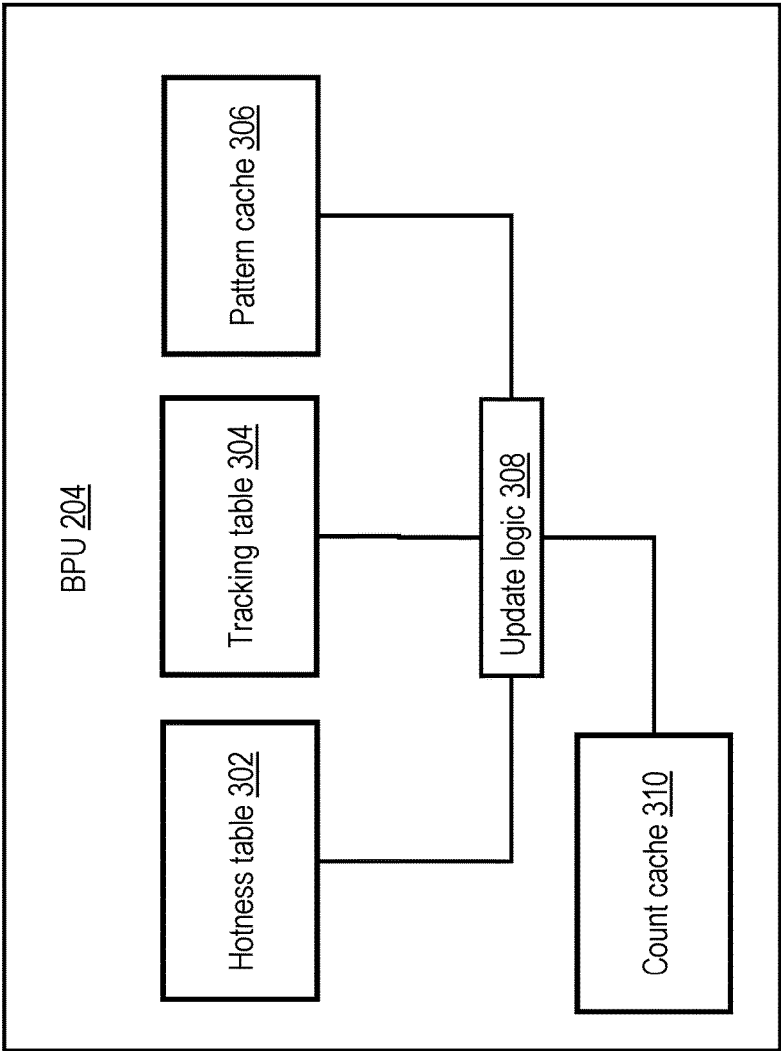 BPU 204
Hotness table 302
Tracking table 304
Pattern cache 306
Update logic 308
Count cache 310